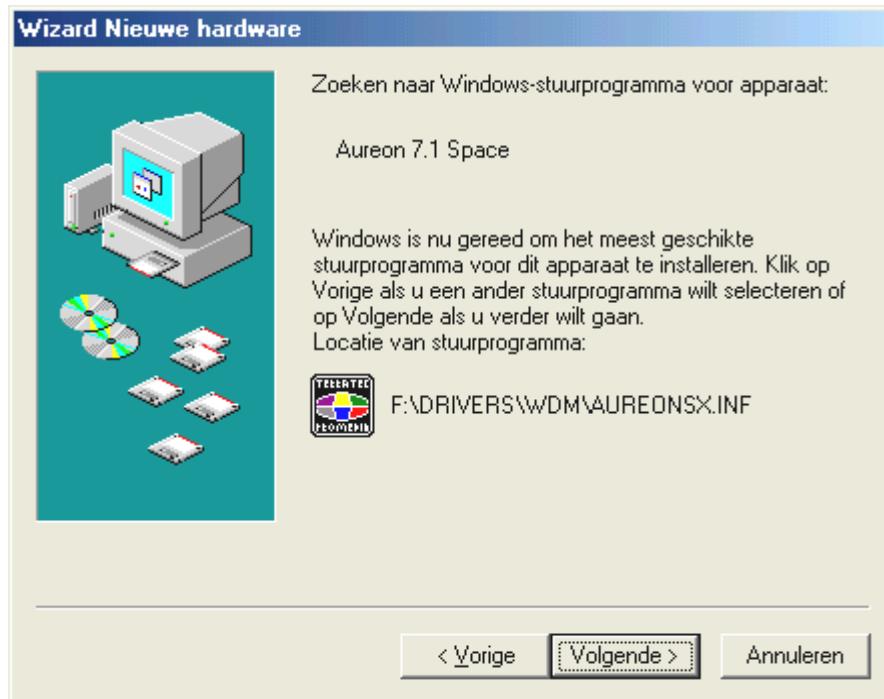 Wizard Nieuwe hardware
Zoeken naar Windows-stuurprogramma voor apparaat:
Aureon 7.1 Space
Windows is nu gereed om het meest geschikte
stuurprogramma voor dit apparaat te installeren. Klik op
Vorige als u een ander stuurprogramma wilt selecteren of
op Volgende als u verder wilt gaan.
Locatie van stuurprogramma:
TERRATEC
PROMEDIA
F:\DRIVERS\WDM\AUREONSX.INF
< Vorige
Volgende >
Annuleren